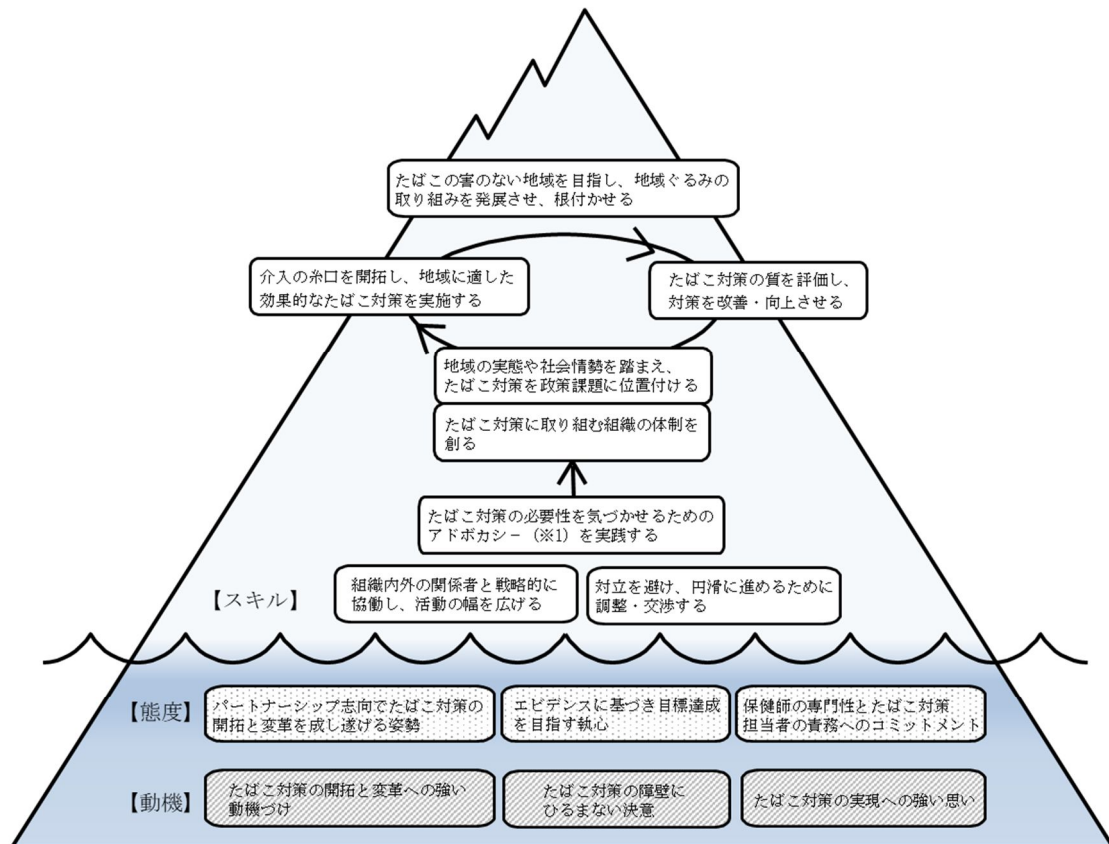 たばこの害のない地域を目指し、地域ぐるみの
取り組みを発展させ、根付かせる
介入の糸口を開拓し、地域に適した
効果的なたばこ対策を実施する
たばこ対策の質を評価し、
対策を改善・向上させる
地域の実態や社会情勢を踏まえ、
たばこ対策を政策課題に位置付ける
たばこ対策に取り組む組織の体制を
創る
たばこ対策の必要性を気づかせるための
アドボカシー（※1）を実践する
【スキル】
組織内外の関係者と戦略的に
協働し、活動の幅を広げる
対立を避け、円滑に進めるために
調整・交渉する
【態度】
パートナーシップ志向でたばこ対策の
開拓と変革を成し遂げる姿勢
エビデンスに基づき目標達成
を目指す執心
保健師の専門性とたばこ対策
担当者の責務へのコミットメント
【動機】
たばこ対策の開拓と変革への強い
動機づけ
たばこ対策の障壁に
ひるまない決意
たばこ対策の実現への強い思い